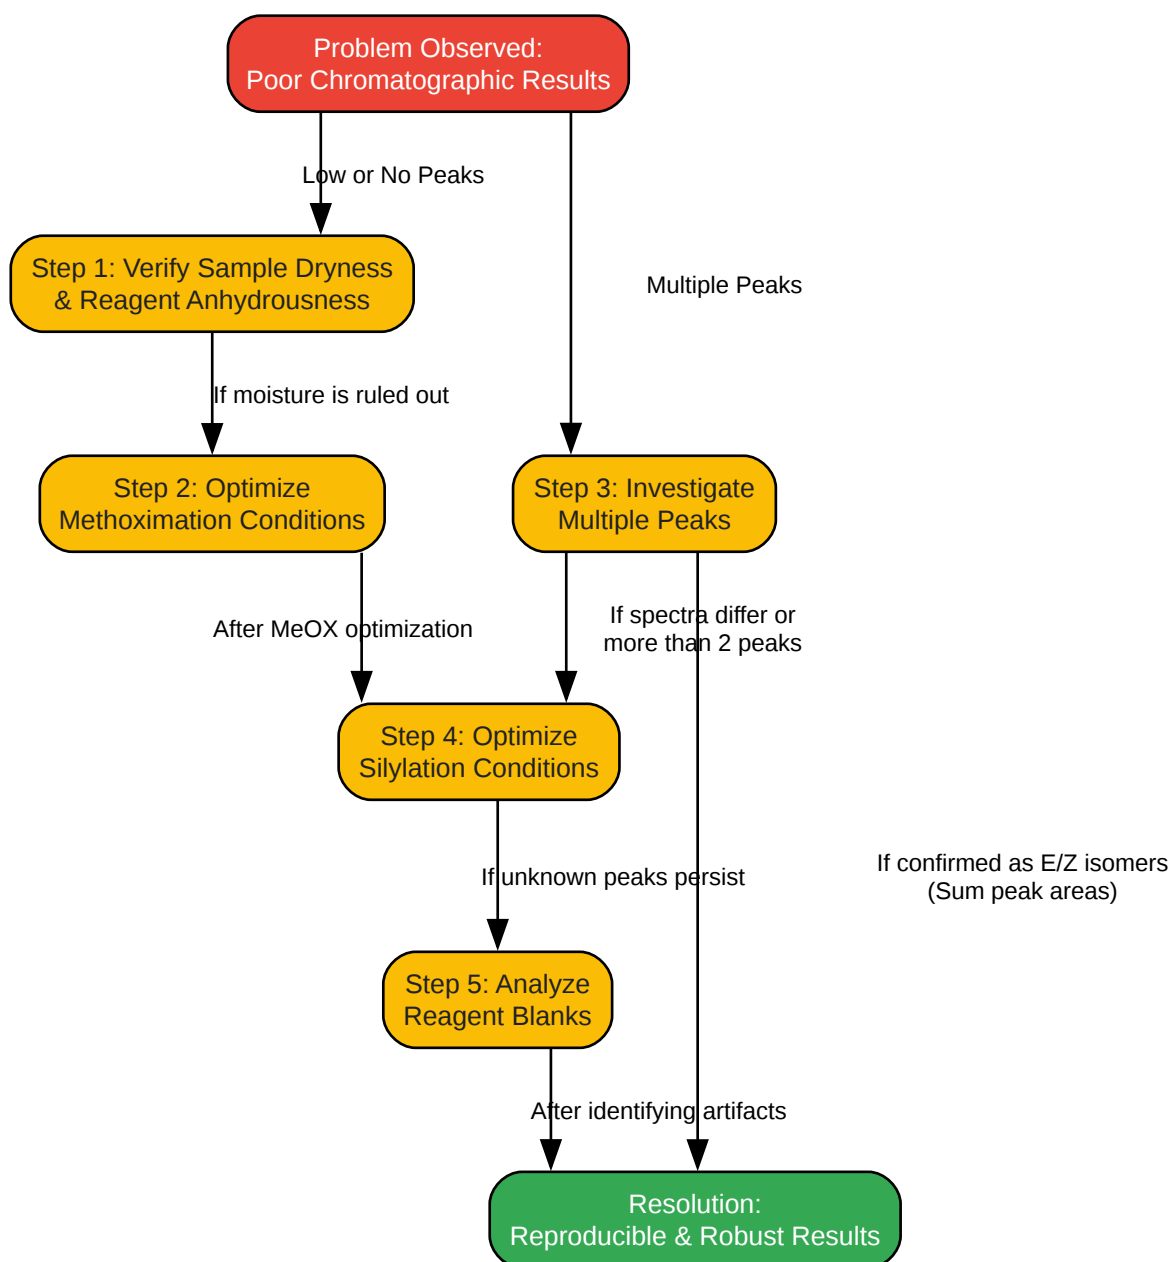 Problem Observed:
Poor Chromatographic Results
Low or No Peaks
Step 1: Verify Sample Dryness
& Reagent Anhydrousness
Multiple Peaks
If moisture is ruled out
Step 2: Optimize
Methoximation Conditions
Step 3: Investigate
Multiple Peaks
After MeOX optimization
If spectra differ or
more than 2 peaks
Step 4: Optimize
Silylation Conditions
If unknown peaks persist
If confirmed as E/Z isomers
(Sum peak areas)
Step 5: Analyze
Reagent Blanks
After identifying artifacts
Resolution:
Reproducible & Robust Results